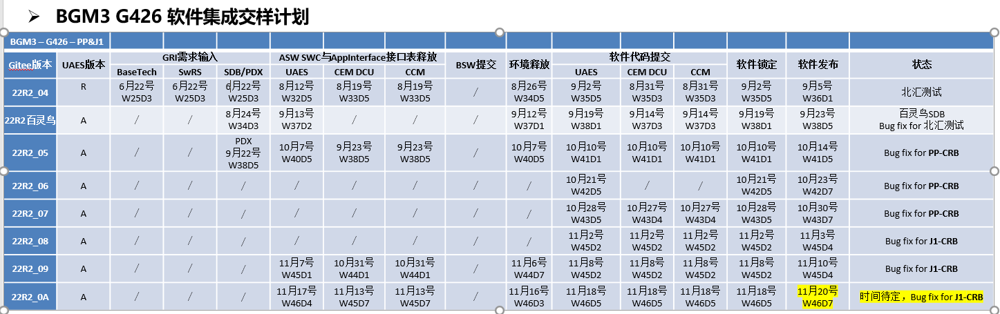 ➢ BGM3 G426 软件集成交样计划
BGM3 – G426 – PP&J1
Gitee版本 UAES版本 GRI需求输入 ASW SWC与AppInterface接口表释放 BSW提交 环境释放 软件代码提交 软件锁定 软件发布 状态
BaseTech SwRS SDB/PDX UAES CEM DCU CCM UAES CEM DCU CCM
22R2_04 R 6月22号 6月22号 6月22号 8月12号 8月19号 8月19号 / 8月26号 9月2号 8月31号 8月31号 9月2号 9月5号 北汇测试
W25D3 W25D3 W25D3 W32D5 W33D5 W33D5 W34D5 W35D5 W35D3 W35D3 W35D5 W36D1
22R2百灵鸟 A / / 8月24号 9月13号 / / / 9月12号 9月19号 9月14号 9月14号 9月19号 9月23号 百灵鸟SDB
W34D3 W37D2 W37D1 W38D1 W37D3 W37D3 W38D1 W38D5 Bug fix for 北汇测试
22R2_05 A / / PDX
9月22号 10月7号 9月23号 9月23号 / 10月7号 10月10号 10月10号 10月10号 10月10号 10月14号 Bug fix for PP-CRB
W38D5 W40D5 W38D5 W38D5 W40D5 W41D1 W41D1 W41D1 W41D1 W41D5
22R2_06 A / / / / / / / / 10月21号 / / 10月21号 10月23号 Bug fix for PP-CRB
W42D5 W42D5 W42D7
22R2_07 A / / / / / / / / 10月28号 10月27号 10月27号 10月28号 10月30号 Bug fix for PP-CRB
W43D5 W43D4 W43D4 W43D5 W43D7
22R2_08 A / / / / / / / / 11月2号 11月2号 11月2号 11月2号 11月3号 Bug fix for J1-CRB
W45D2 W45D2 W45D2 W45D2 W45D4
22R2_09 A / / / 11月7号 10月31号 10月31号 / 11月6号 11月8号 11月8号 11月8号 11月8号 11月10号 Bug fix for J1-CRB
W45D1 W44D1 W44D1 W44D7 W45D2 W45D2 W45D2 W45D2 W45D4
22R2_0A A / / / 11月17号 11月13号 11月13号 / 11月16号 11月18号 11月18号 11月18号 11月18号 11月20号 时间待定，Bug fix for J1-CRB
W46D4 W45D7 W45D7 W46D3 W46D5 W46D5 W46D5 W46D5 W46D7